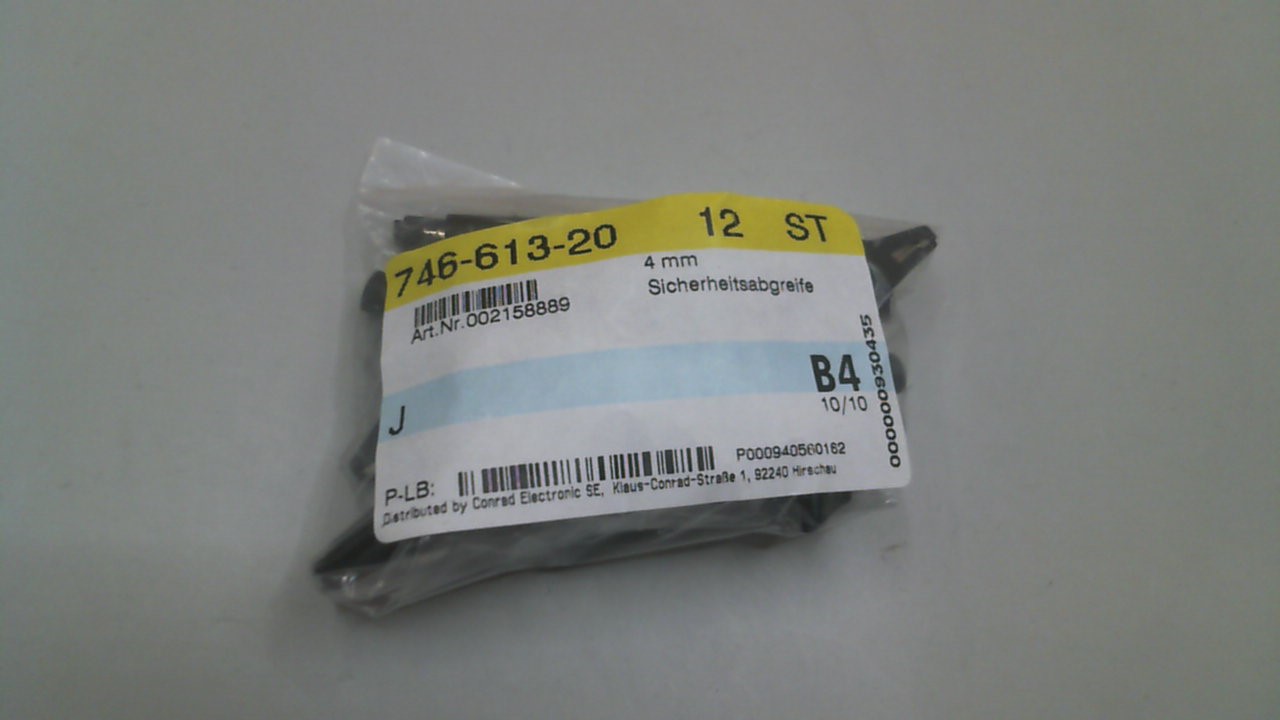 746-613-20 12 ST
4 mm
Sicherheitsabgreife
Art.Nr.002158889
B4
10/10
J
000000930435
P-LB: P000940560162
Distributed by Conrad Electronic SE, Klaus-Conrad-Straße 1, 92240 Hirschau